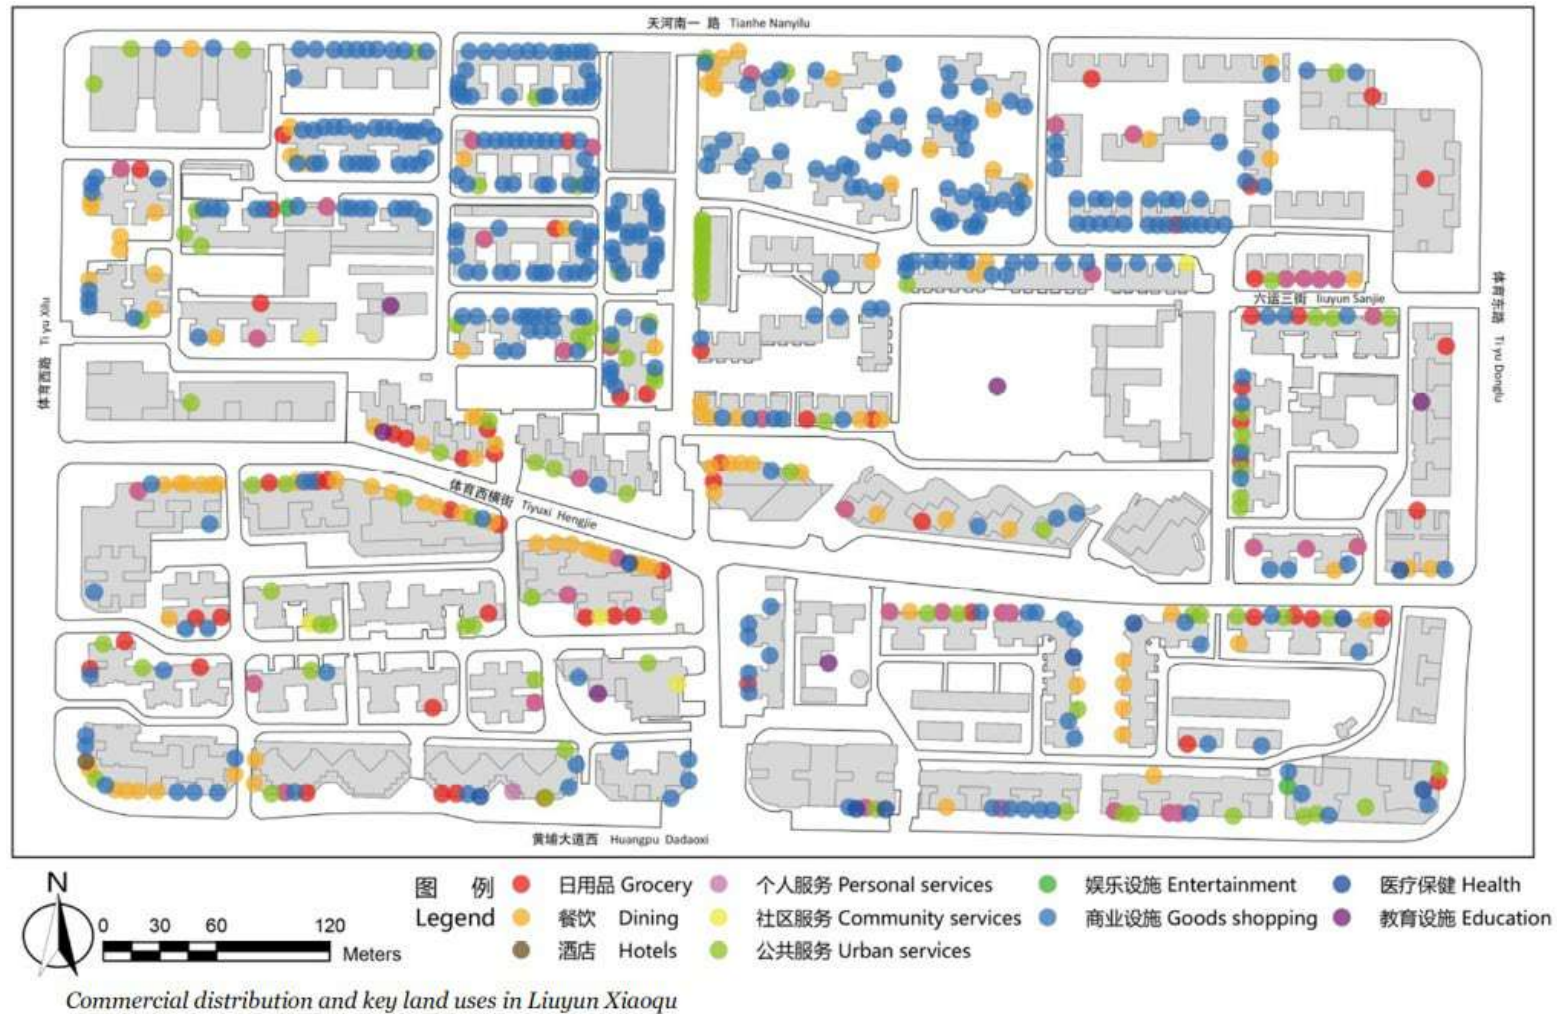 天河南一 路 Tianhe Nanyilu
体育西路 Ti yu Xilu
六运三街 liuyun Sanjie
体育东路 Ti yu Donglu
体育西横街 Tiyuxi Hengjie
黄埔大道西 Huangpu Dadaoxi
N
0 30 60 120
Meters
图 例
Legend
日用品 Grocery
个人服务 Personal services
娱乐设施 Entertainment
医疗保健 Health
餐饮 Dining
社区服务 Community services
商业设施 Goods shopping
教育设施 Education
酒店 Hotels
公共服务 Urban services
Commercial distribution and key land uses in Liuyun Xiaoqu